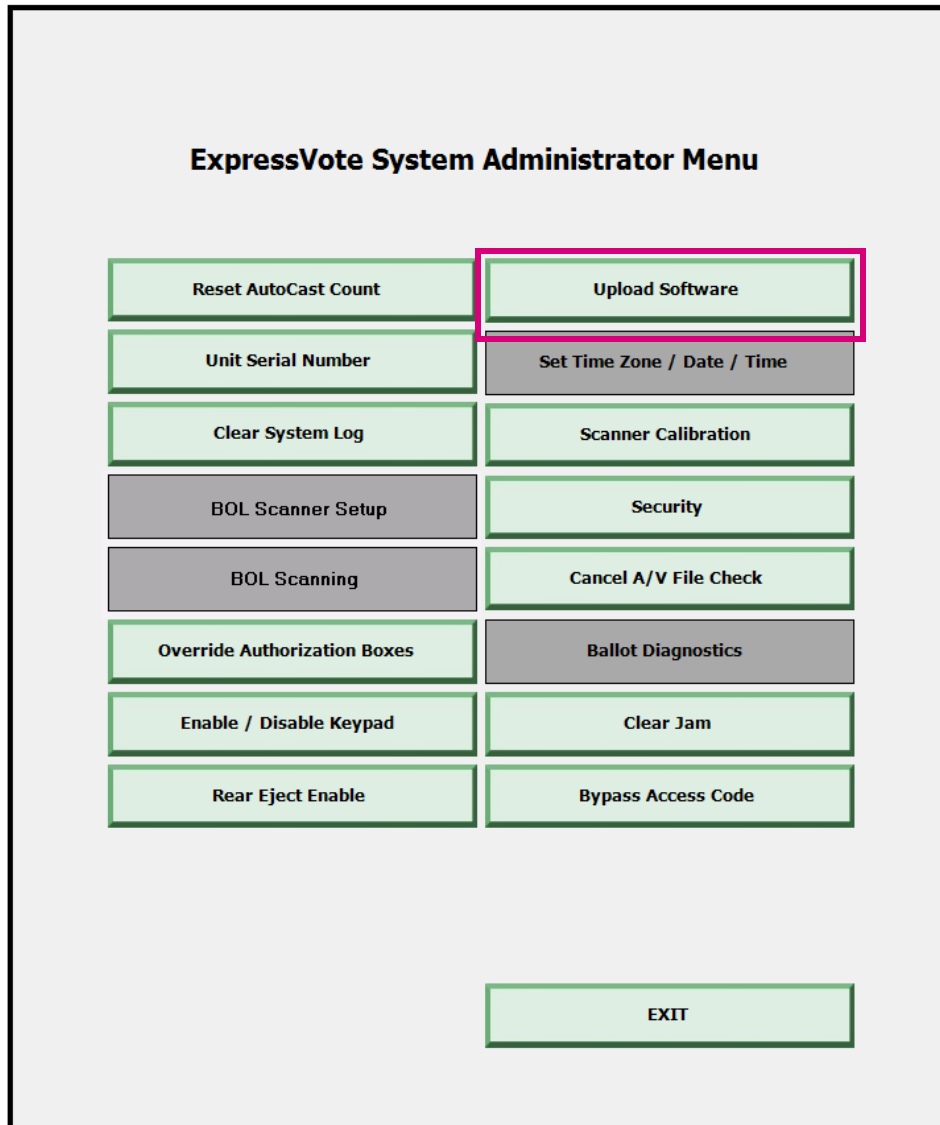 ExpressVote System Administrator Menu
Reset AutoCast Count
Upload Software
Unit Serial Number
Set Time Zone / Date / Time
Clear System Log
Scanner Calibration
BOL Scanner Setup
Security
BOL Scanning
Cancel A/V File Check
Override Authorization Boxes
Ballot Diagnostics
Enable / Disable Keypad
Clear Jam
Rear Eject Enable
Bypass Access Code
EXIT